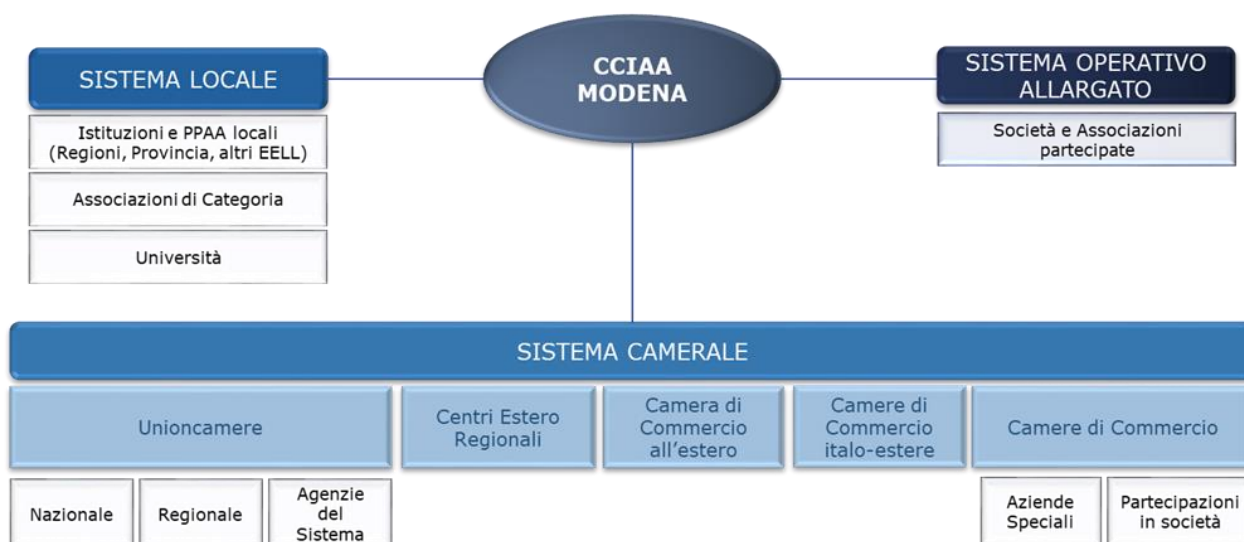 CCIAA
MODENA
SISTEMA LOCALE
Istituzioni e PPAA locali
(Regioni, Provincia, altri EELL)
Associazioni di Categoria
Università
SISTEMA OPERATIVO
ALLARGATO
Società e Associazioni
partecipate
SISTEMA CAMERALE
Unioncamere
Centri Estero
Regionali
Camera di
Commercio
all'estero
Camere di
Commercio
italo-estere
Camere di Commercio
Nazionale
Regionale
Agenzie
del
Sistema
Aziende
Speciali
Partecipazioni
in società